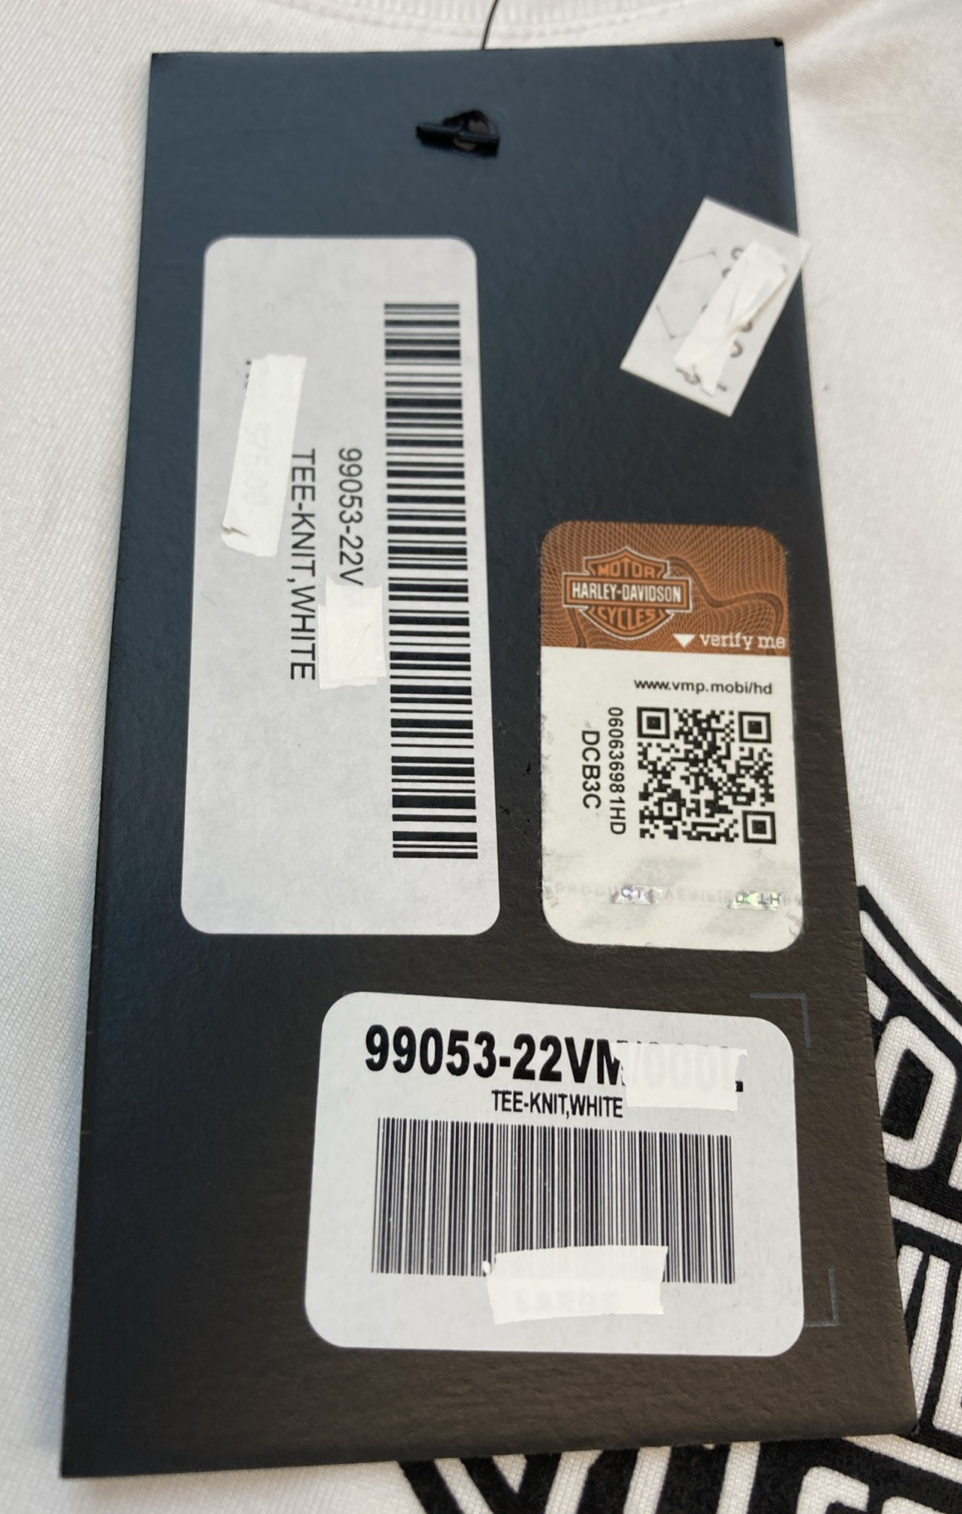 99053-22V
TEE-KNIT,WHITE
MOTOR
HARLEY-DAVIDSON
CYCLES
verify me
www.vmp.mobi/hd
060636981HD
-DCB3C
99053-22VM
TEE-KNIT,WHITE